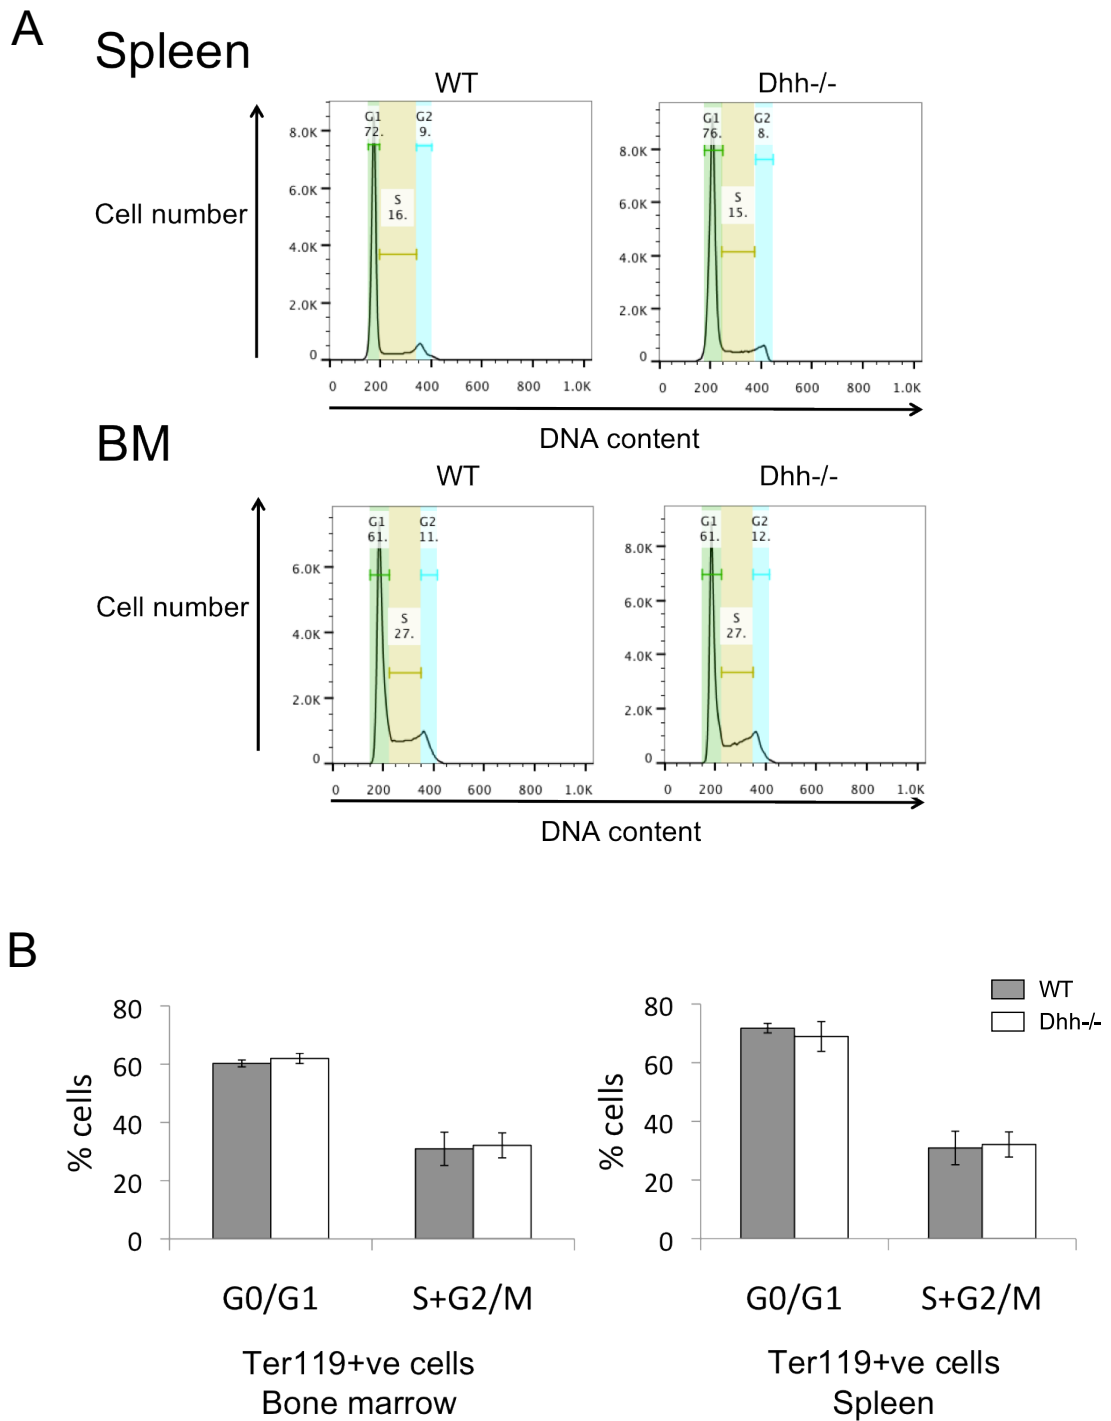 A
Spleen
WT
Dhh-/-
Cell number
8.0K
6.0K
4.0K
2.0K
0
G1
72.
G2
9.
S
16.
0 200 400 600 800 1.0K
8.0K
6.0K
4.0K
2.0K
0
G1
76.
G2
8.
S
15.
0 200 400 600 800 1.0K
DNA content
BM
WT
Dhh-/-
Cell number
6.0K
4.0K
2.0K
0
G1
61.
G2
11.
S
27.
0 200 400 600 800 1.0K
8.0K
6.0K
4.0K
2.0K
0
G1
61.
G2
12.
S
27.
0 200 400 600 800 1.0K
DNA content
B
% cells
80
60
40
20
0
G0/G1
S+G2/M
Ter119+ve cells
Bone marrow
% cells
80
60
40
20
0
G0/G1
S+G2/M
Ter119+ve cells
Spleen
WT
Dhh-/-